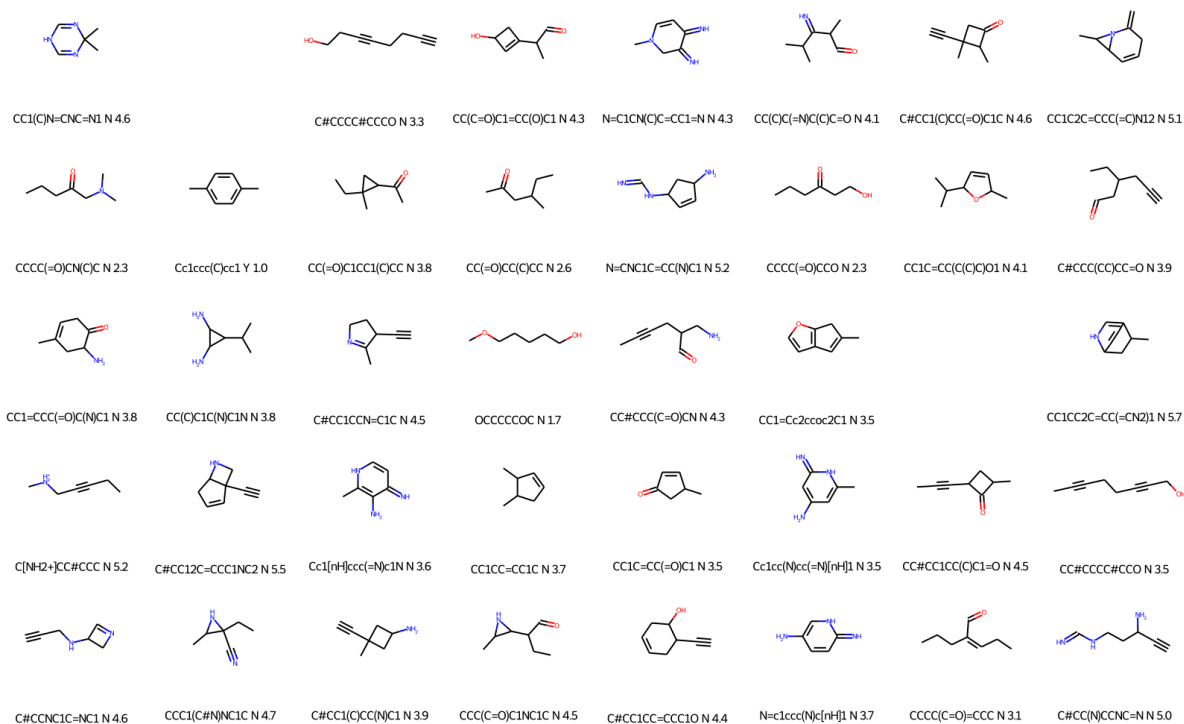 CC1(C)N=CNC=N1 N 4.6
C#CCCC#CCCO N 3.3
CC(C=O)C1=CC(O)C1 N 4.3
N=C1CN(C)C=CC1=N N 4.3
CC(C)C(=N)C(C)C=O N 4.1
C#CC1(C)CC(=O)C1C N 4.6
CC1C2C=CCC(=C)N12 N 5.1
CCCC(=O)CN(C)C N 2.3
Cc1ccc(C)cc1 Y 1.0
CC(=O)C1CC1(C)CC N 3.8
CC(=O)CC(C)CC N 2.6
N=CNC1C=CC(N)C1 N 5.2
CCCC(=O)CCO N 2.3
CC1C=CC(C(C)C)O1 N 4.1
C#CCC(CC)CC=O N 3.9
CC1=CCC(=O)C(N)C1 N 3.8
CC(C)C1C(N)C1N N 3.8
C#CC1CCN=C1C N 4.5
OCCCCCOC N 1.7
CC#CCC(C=O)CN N 4.3
CC1=Cc2ccoc2C1 N 3.5
CC1CC2C=CC(=CN2)1 N 5.7
C[NH2+]CC#CCC N 5.2
C#CC12C=CCC1NC2 N 5.5
Cc1[nH]ccc(=N)c1N N 3.6
CC1CC=CC1C N 3.7
CC1C=CC(=O)C1 N 3.5
Cc1cc(N)cc(=N)[nH]1 N 3.5
CC#CC1CC(C)C1=O N 4.5
CC#CCCC#CCO N 3.5
C#CCNC1C=NC1 N 4.6
CCC1(C#N)NC1C N 4.7
C#CC1(C)CC(N)C1 N 3.9
CCC(C=O)C1NC1C N 4.5
C#CC1CC=CCC1O N 4.4
N=c1ccc(N)c[nH]1 N 3.7
CCCC(C=O)=CCC N 3.1
C#CC(N)CCNC=N N 5.0